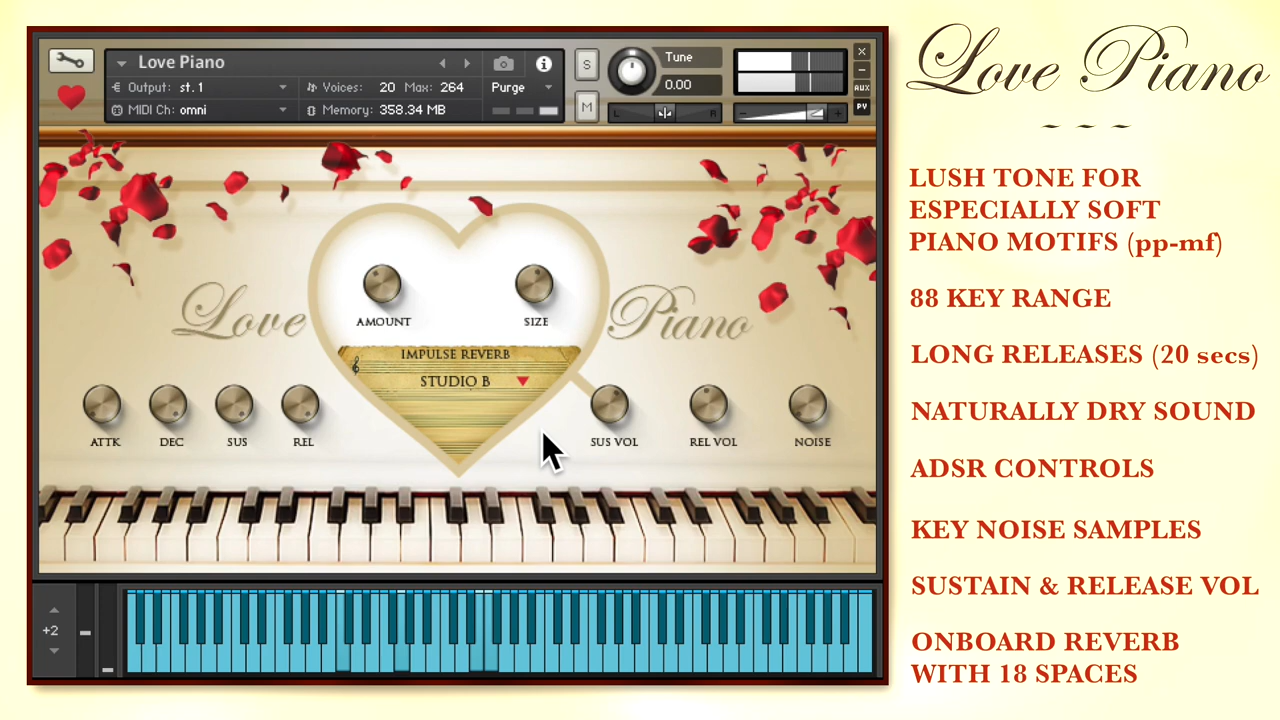 Love Piano
S
Tune
0.00
Output: st. 1
Voices: 20 Max: 264
Purge
MIDI Ch: omni
Memory: 358.34 MB
M
L
R
AUX
PV
Love Piano
AMOUNT
SIZE
IMPULSE REVERB
STUDIO B
ATTK
DEC
SUS
REL
SUS VOL
REL VOL
NOISE
+2
Love Piano
~ ~ ~
LUSH TONE FOR
ESPECIALLY SOFT
PIANO MOTIFS (pp-mf)
88 KEY RANGE
LONG RELEASES (20 secs)
NATURALLY DRY SOUND
ADSR CONTROLS
KEY NOISE SAMPLES
SUSTAIN & RELEASE VOL
ONBOARD REVERB
WITH 18 SPACES